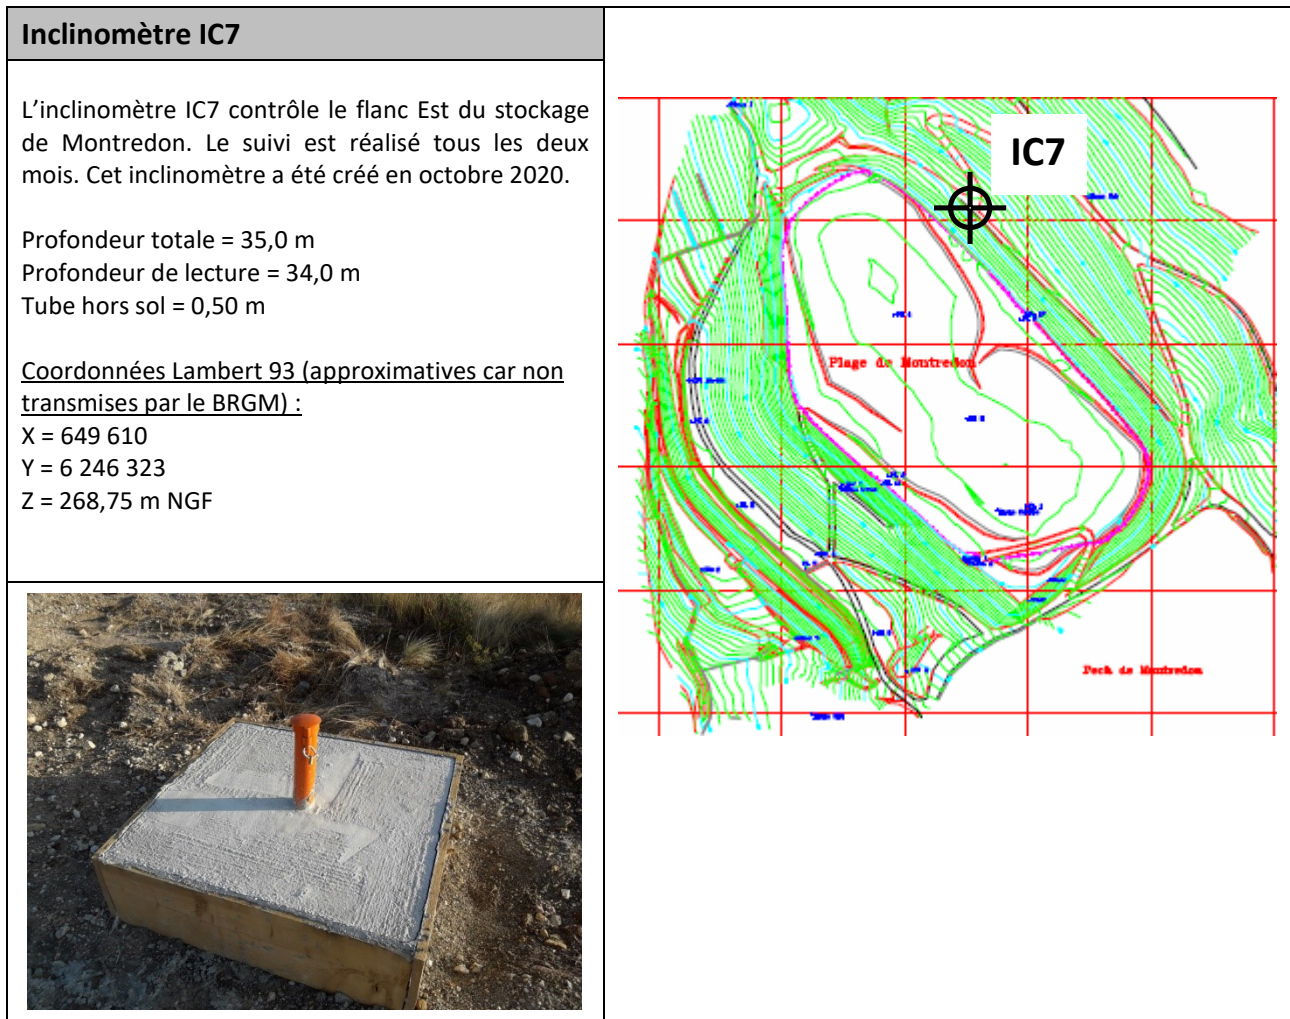 Inclinomètre IC7
L'inclinomètre IC7 contrôle le flanc Est du stockage
de Montredon. Le suivi est réalisé tous les deux
mois. Cet inclinomètre a été créé en octobre 2020.
Profondeur totale = 35,0 m
Profondeur de lecture = 34,0 m
Tube hors sol = 0,50 m
Coordonnées Lambert 93 (approximatives car non
transmises par le BRGM) :
X = 649 610
Y = 6 246 323
Z = 268,75 m NGF
IC7
Plage de Montredon
Pech de Montredon